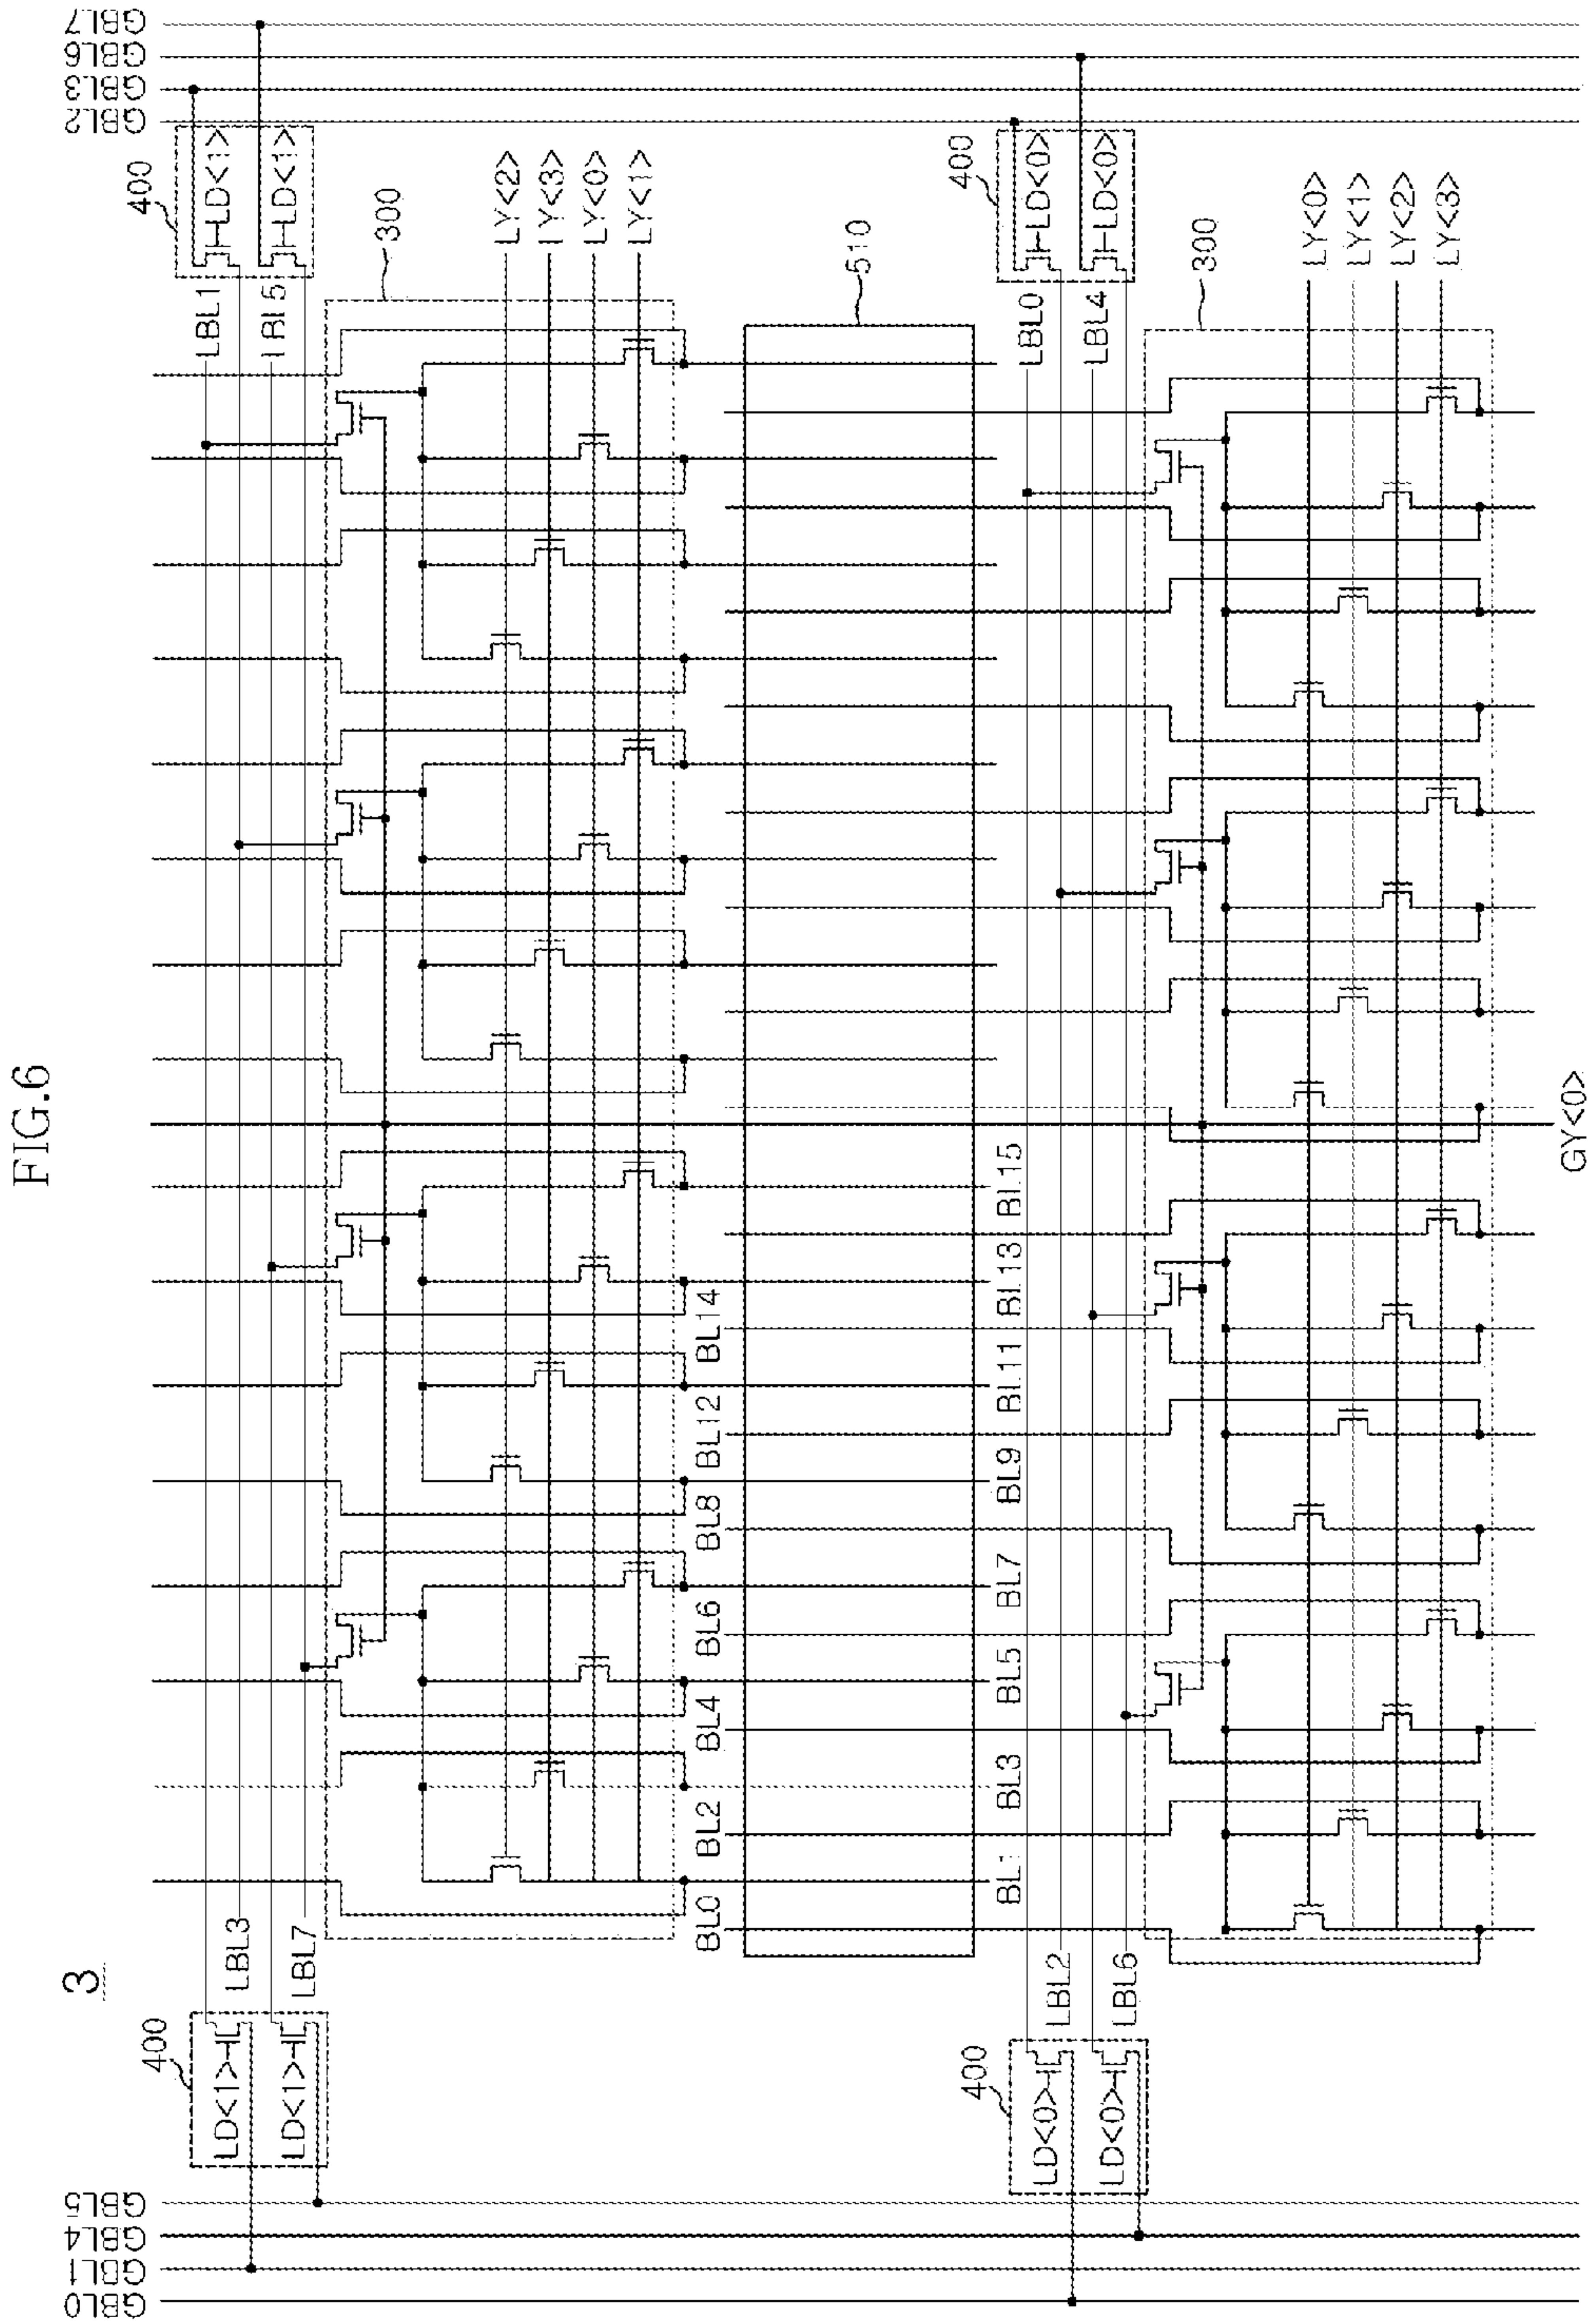 FIG.6
3
GBL7
GBL6
GBL3
GBL2
400
LD<1>
LD<1>
LBL1
LBL5
300
LY<2>
LY<3>
LY<0>
LY<1>
510
400
LD<0>
LD<0>
LBL0
LBL4
300
LY<0>
LY<1>
LY<2>
LY<3>
GY<0>
BL0
BL2
BL4
BL6
BL8
BL12
BL14
BL1
BL3
BL5
BL7
BL9
BL11
BL13
BL15
LBL3
LBL7
400
LD<1>
LD<1>
LBL2
LBL6
400
LD<0>
LD<0>
GBL5
GBL4
GBL1
GBL0